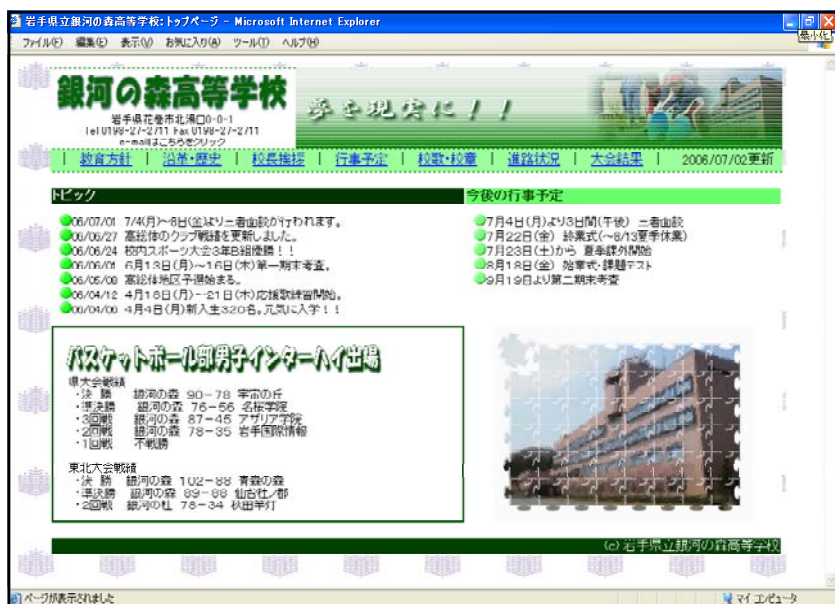 岩手県立銀河の森高等学校:トップページ - Microsoft Internet Explorer
ファイル(F) 編集(E) 表示(V) お気に入り(A) ツール(T) ヘルプ(H)
最小化
銀河の森高等学校
夢を現実に!!
岩手県花巻市北湯口0-0-1
Tel 0198-27-2711 Fax 0198-27-2711
e-mailはこちらをクリック
| 教育方針 | 沿革・歴史 | 校長挨拶 | 行事予定 | 校歌・校章 | 進路状況 | 大会結果 | 2006/07/02更新
トピック
06/07/01 7/4(月)~6日(金)より三者面談が行われます。
06/06/27 高総体のクラブ戦績を更新しました。
06/06/24 校内スポーツ大会3年B組優勝!!
06/06/01 6月13日(月)~16日(木)第一期末考査。
06/05/08 高総体地区予選始まる。
06/04/12 4月18日(月)~21日(木)応援歌練習開始。
06/04/06 4月4日(月)新入生320名。元気に入学!!
今後の行事予定
7月4日(月)より3日間(午後) 三者面談
7月22日(金) 終業式(~8/13夏季休業)
7月23日(土)から 夏季課外開始
8月18日(金) 始業式・課題テスト
9月19日より第二期末考査
バスケットボール部男子インターハイ出場
県大会戦績
・決 勝 銀河の森 90-78 宇宙の丘
・準決勝 銀河の森 76-56 名桜学院
・3回戦 銀河の森 87-45 アザリア学院
・2回戦 銀河の森 78-35 岩手国際情報
・1回戦 不戦勝
東北大会戦績
・決 勝 銀河の森 102-88 青森の森
・準決勝 銀河の森 89-88 仙台杜ノ都
・2回戦 銀河の杜 78-34 秋田竿灯
(c) 岩手県立銀河の森高等学校
ページが表示されました
マイ コンピュータ